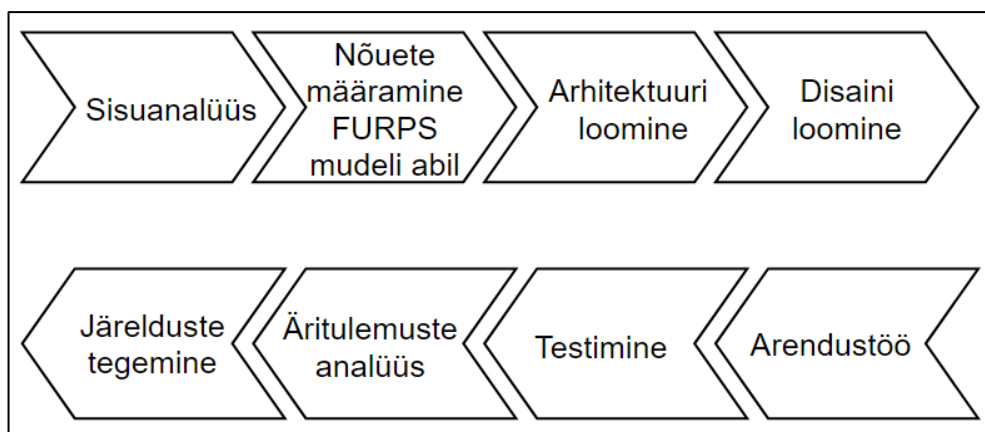 Sisuanalüüs
Nõuete
määramine
FURPS
mudeli abil
Arhitektuuri
loomine
Disaini
loomine
Arendustöö
Testimine
Äritulemuste
analüüs
Järelduste
tegemine